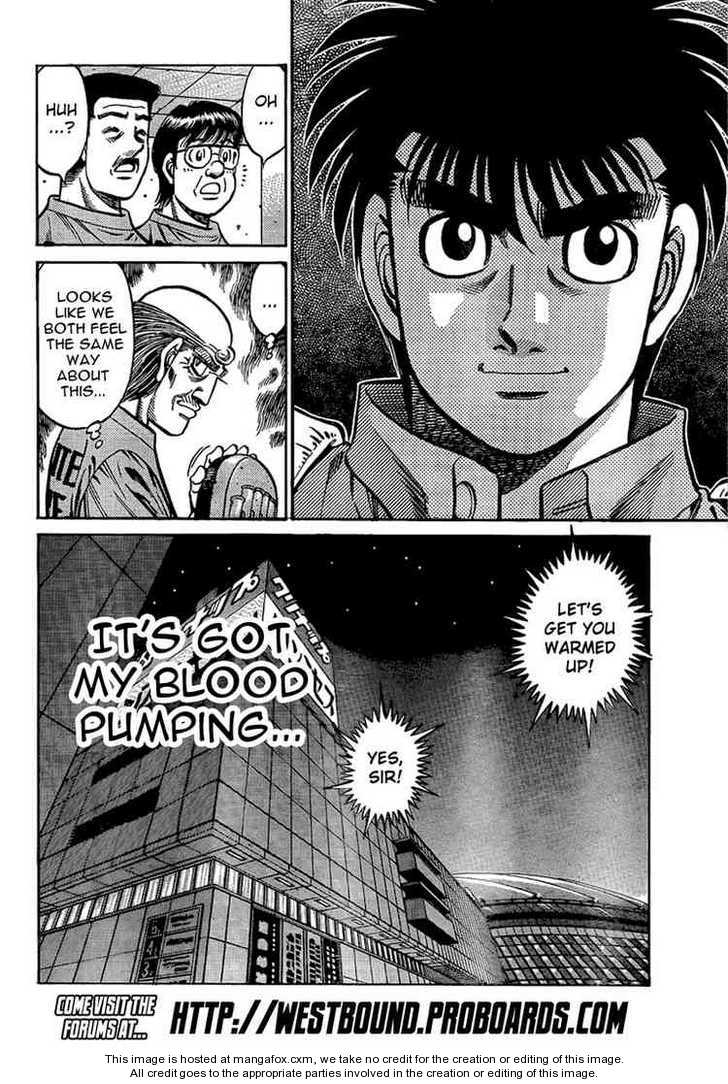 HUH
...?
OH
...
...
LOOKS
LIKE WE
BOTH FEEL
THE SAME
WAY
ABOUT
THIS...
LET'S
GET YOU
WARMED
UP!
IT'S GOT
MY BLOOD
PUMPING...
YES,
SIR!
COME VISIT THE
FORUMS AT...
HTTP://WESTBOUND.PROBOARDS.COM
This image is hosted at mangafox.cxm, we take no credit for the creation or editing of this image.
All credit goes to the appropriate parties involved in the creation or editing of this image.